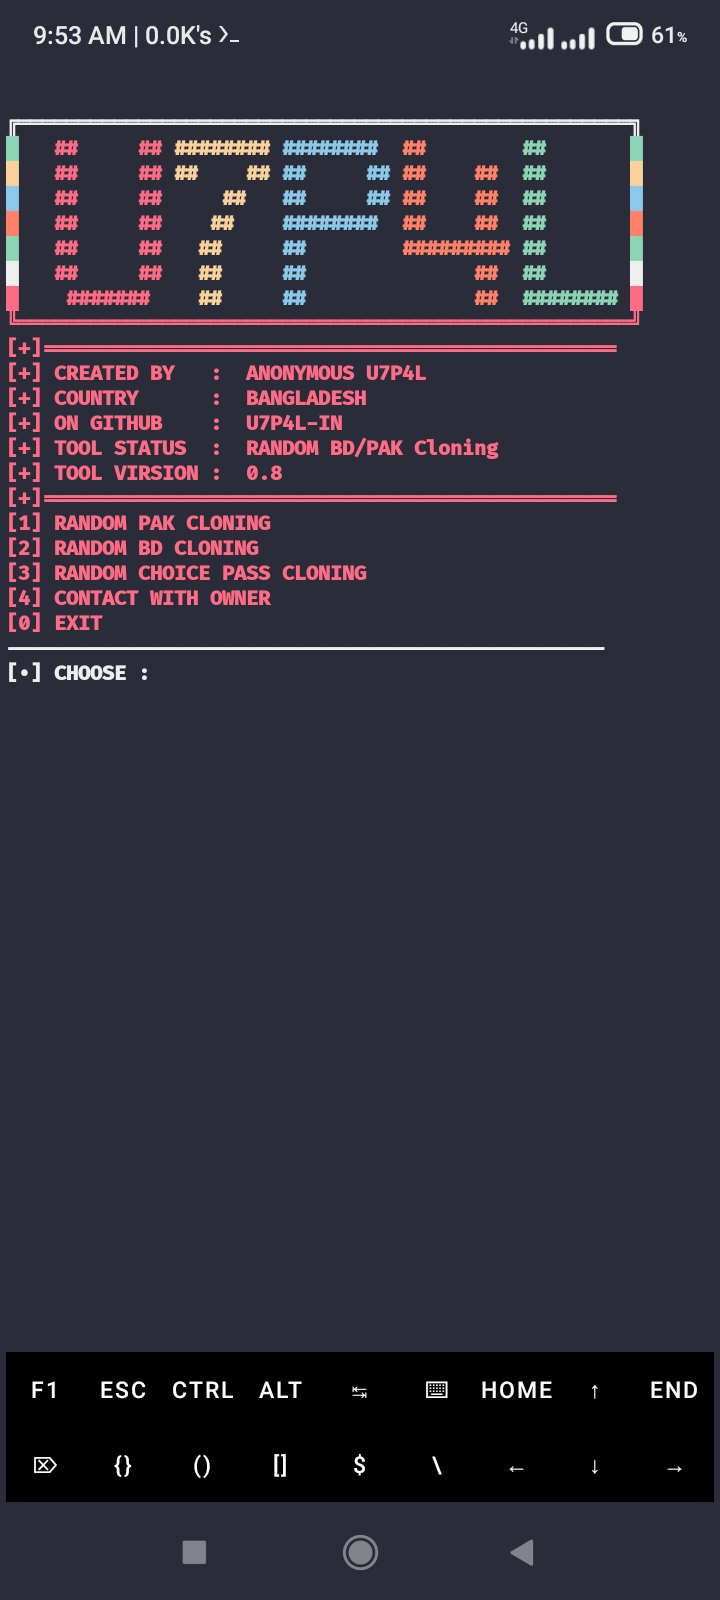 9:53 AM | 0.0K's >_ 4G 61%
U7P4L
[+]══════════════════════════════════════
[+] CREATED BY : ANONYMOUS U7P4L
[+] COUNTRY : BANGLADESH
[+] ON GITHUB : U7P4L-IN
[+] TOOL STATUS : RANDOM BD/PAK Cloning
[+] TOOL VIRSION : 0.8
[+]══════════════════════════════════════
[1] RANDOM PAK CLONING
[2] RANDOM BD CLONING
[3] RANDOM CHOICE PASS CLONING
[4] CONTACT WITH OWNER
[0] EXIT
[•] CHOOSE :
F1 ESC CTRL ALT ⇆ ⌨ HOME ↑ END
⌦ {} () [] $ \ ← ↓ →